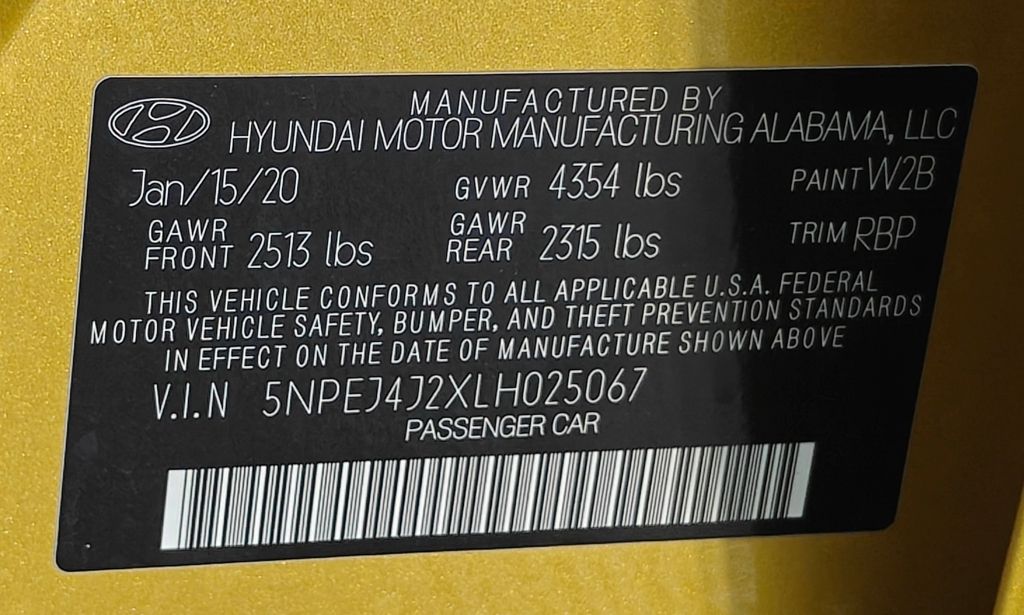 MANUFACTURED BY
HYUNDAI MOTOR MANUFACTURING ALABAMA, LLC
Jan/15/20 GVWR 4354 lbs PAINT W2B
GAWR FRONT 2513 lbs GAWR REAR 2315 lbs TRIM RBP
THIS VEHICLE CONFORMS TO ALL APPLICABLE U.S.A. FEDERAL
MOTOR VEHICLE SAFETY, BUMPER, AND THEFT PREVENTION STANDARDS
IN EFFECT ON THE DATE OF MANUFACTURE SHOWN ABOVE
V.I.N 5NPEJ4J2XLH025067
PASSENGER CAR